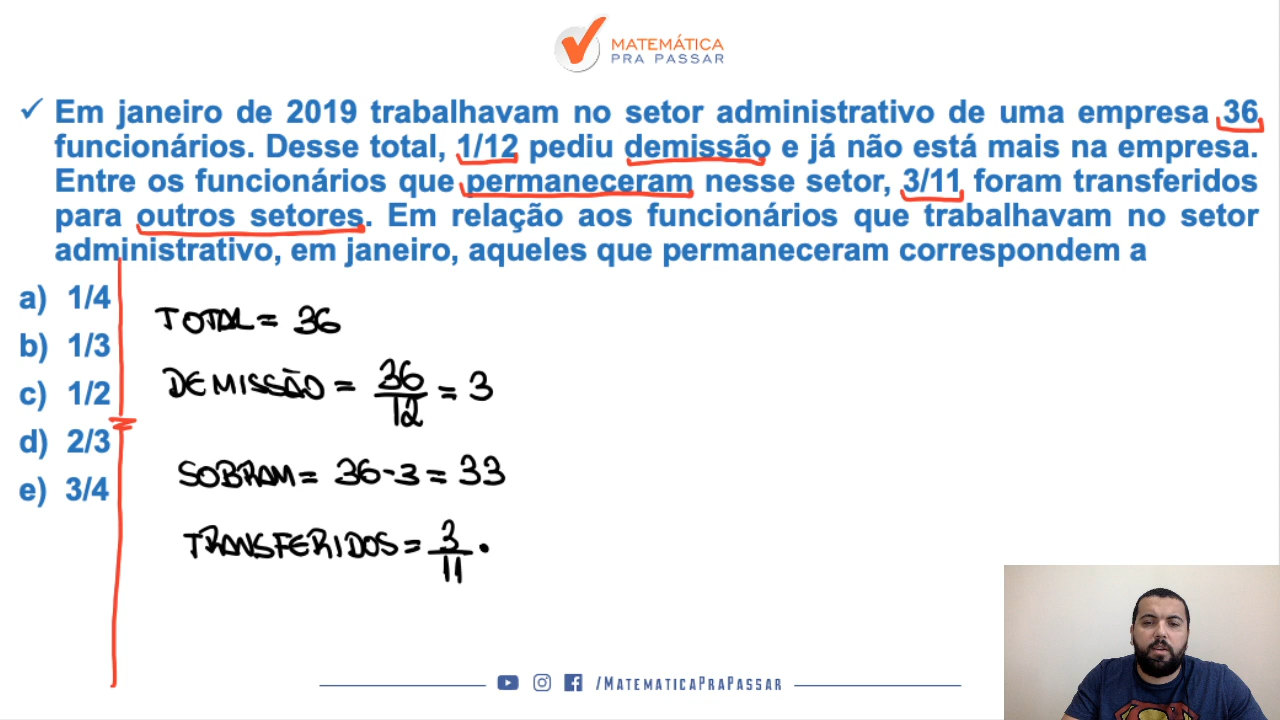 MATEMÁTICA
PRA PASSAR
✓ Em janeiro de 2019 trabalhavam no setor administrativo de uma empresa 36
funcionários. Desse total, 1/12 pediu demissão e já não está mais na empresa.
Entre os funcionários que permaneceram nesse setor, 3/11 foram transferidos
para outros setores. Em relação aos funcionários que trabalhavam no setor
administrativo, em janeiro, aqueles que permaneceram correspondem a
a) 1/4
b) 1/3
c) 1/2
d) 2/3
e) 3/4
TOTAL = 36
DEMISSÃO = 36/12 = 3
SOBRAM = 36-3 = 33
TRANSFERIDOS = 3/11 •
/MATEMATICAPRAPASSAR